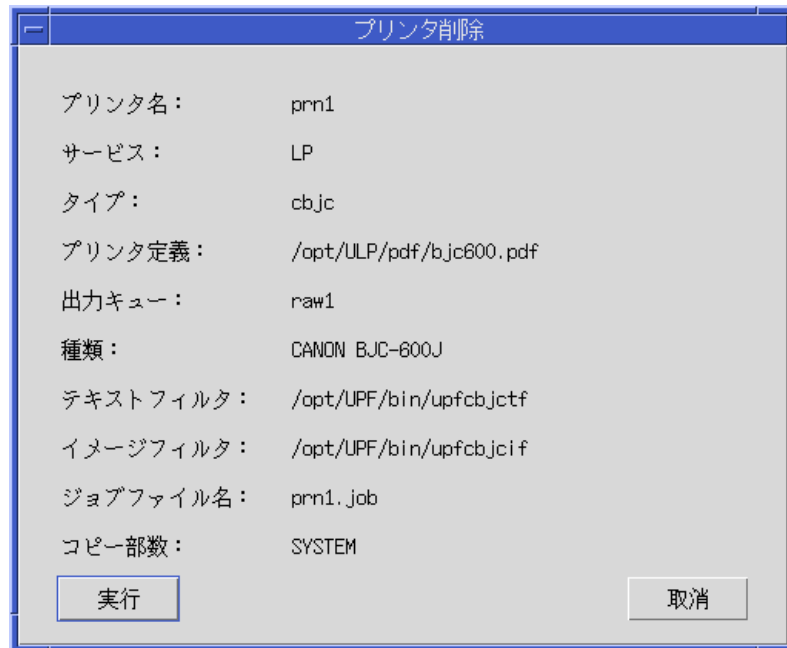 プリンタ削除
プリンタ名： prn1
サービス： LP
タイプ： cbjc
プリンタ定義： /opt/ULP/pdf/bjc600.pdf
出力キュー： raw1
種類： CANON BJC-600J
テキストフィルタ： /opt/UPF/bin/upfcbjctf
イメージフィルタ： /opt/UPF/bin/upfcbjcif
ジョブファイル名： prn1.job
コピー部数： SYSTEM
実行 取消